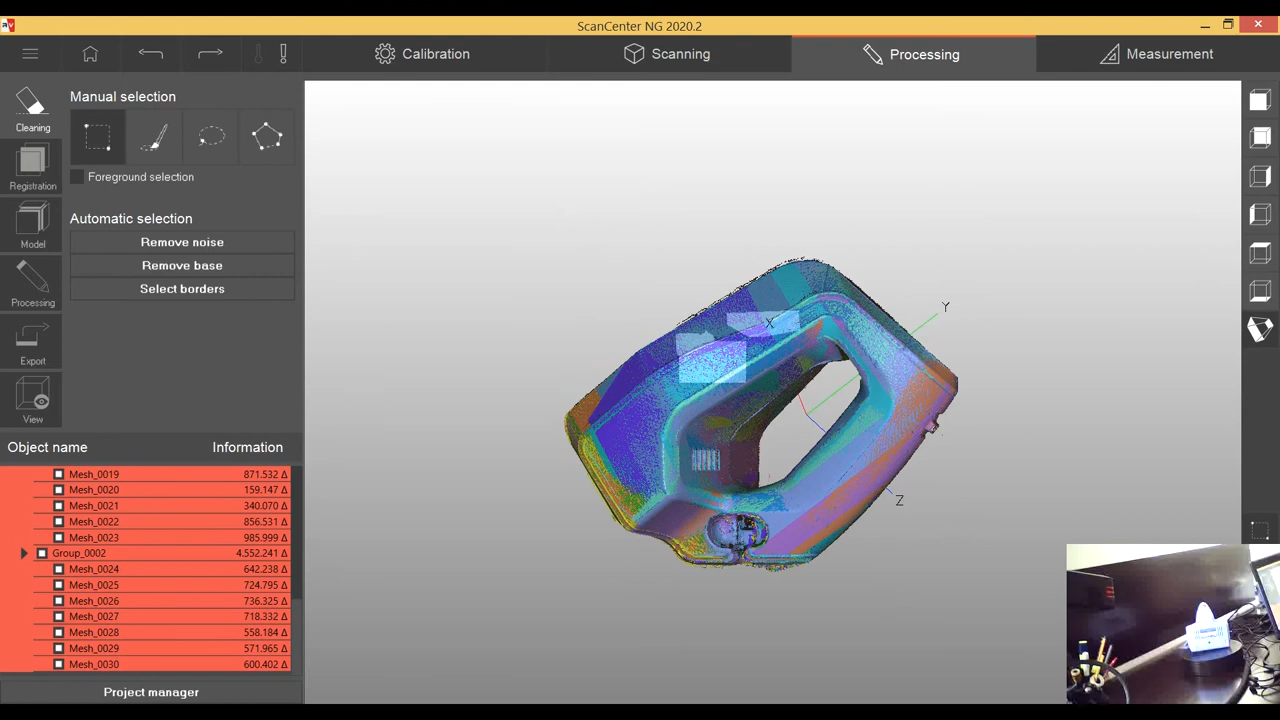 ScanCenter NG 2020.2
Calibration
Scanning
Processing
Measurement
Cleaning
Registration
Model
Processing
Export
View
Manual selection
Foreground selection
Automatic selection
Remove noise
Remove base
Select borders
Object name Information
Mesh_0019 871.532 Δ
Mesh_0020 159.147 Δ
Mesh_0021 340.070 Δ
Mesh_0022 856.531 Δ
Mesh_0023 985.999 Δ
Group_0002 4.552.241 Δ
Mesh_0024 642.238 Δ
Mesh_0025 724.795 Δ
Mesh_0026 736.325 Δ
Mesh_0027 718.332 Δ
Mesh_0028 558.184 Δ
Mesh_0029 571.965 Δ
Mesh_0030 600.402 Δ
Project manager
Y
X
Z